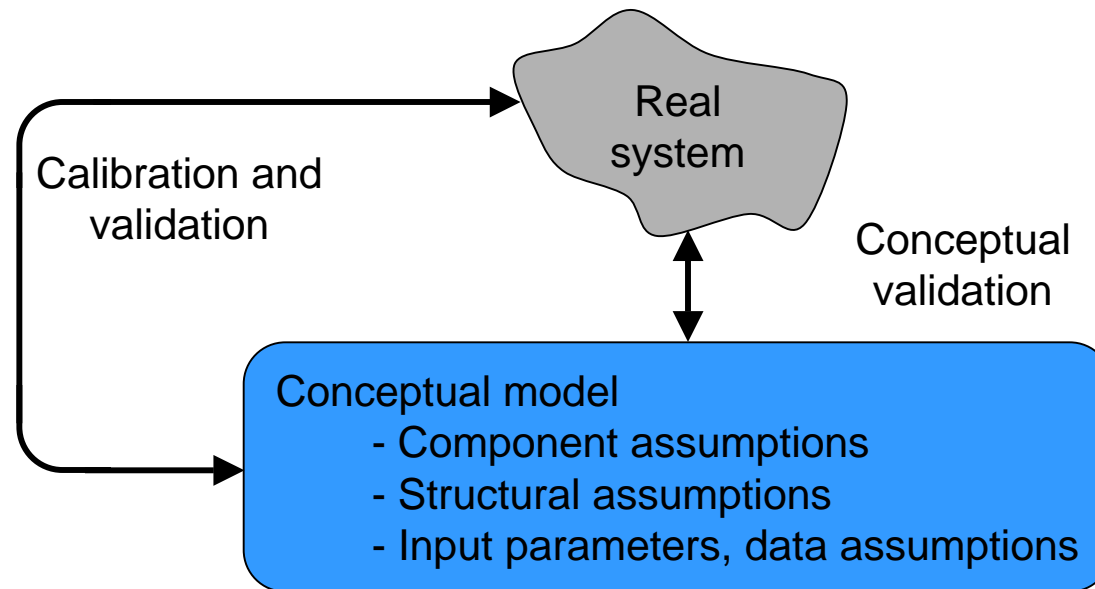 Real
system
Calibration and
validation
Conceptual
validation
Conceptual model
- Component assumptions
- Structural assumptions
- Input parameters, data assumptions